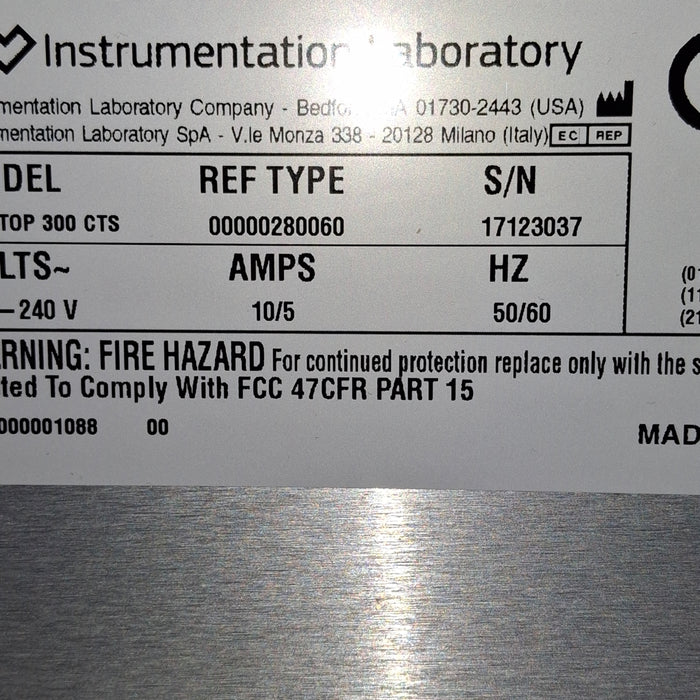 Instrumentation Laboratory
mentation Laboratory Company - Bedfo A 01730-2443 (USA)
mentation Laboratory SpA - V.le Monza 338 - 20128 Milano (Italy) EC REP
DEL REF TYPE S/N
TOP 300 CTS 00000280060 17123037
LTS~ AMPS HZ
–240 V 10/5 50/60
(0
(11
(21
RNING: FIRE HAZARD For continued protection replace only with the s
ted To Comply With FCC 47CFR PART 15
000001088 00
MAD